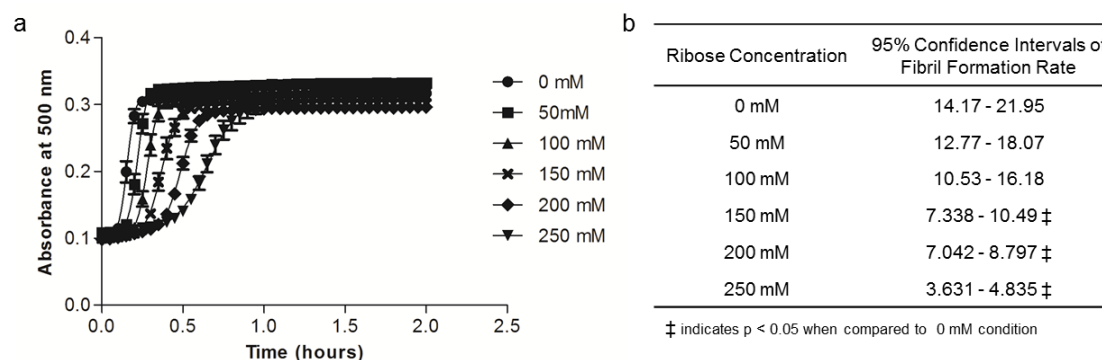 a
0.4
0.3
0.2
0.1
0.0
Absorbance at 500 nm
0.0 0.5 1.0 1.5 2.0 2.5
Time (hours)
0 mM
50mM
100 mM
150 mM
200 mM
250 mM
b
Ribose Concentration 95% Confidence Intervals of
Fibril Formation Rate
0 mM 14.17 - 21.95
50 mM 12.77 - 18.07
100 mM 10.53 - 16.18
150 mM 7.338 - 10.49 ‡
200 mM 7.042 - 8.797 ‡
250 mM 3.631 - 4.835 ‡
‡ indicates p < 0.05 when compared to 0 mM condition